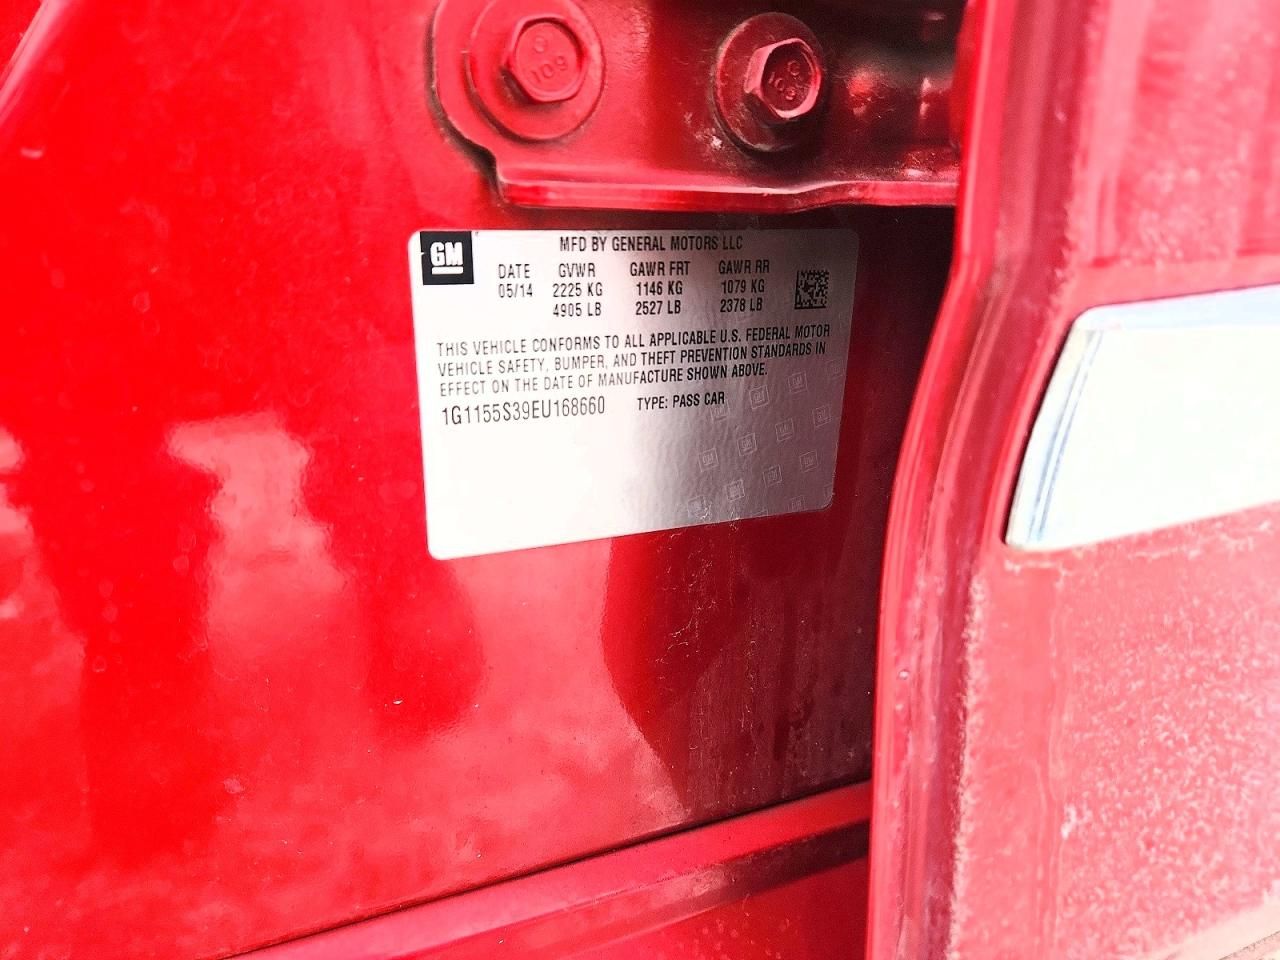 G
109
G
109
GM
MFD BY GENERAL MOTORS LLC
DATE GVWR GAWR FRT GAWR RR
05/14 2225 KG 1146 KG 1079 KG
4905 LB 2527 LB 2378 LB
THIS VEHICLE CONFORMS TO ALL APPLICABLE U.S. FEDERAL MOTOR
VEHICLE SAFETY, BUMPER, AND THEFT PREVENTION STANDARDS IN
EFFECT ON THE DATE OF MANUFACTURE SHOWN ABOVE.
1G1155S39EU168660 TYPE: PASS CAR